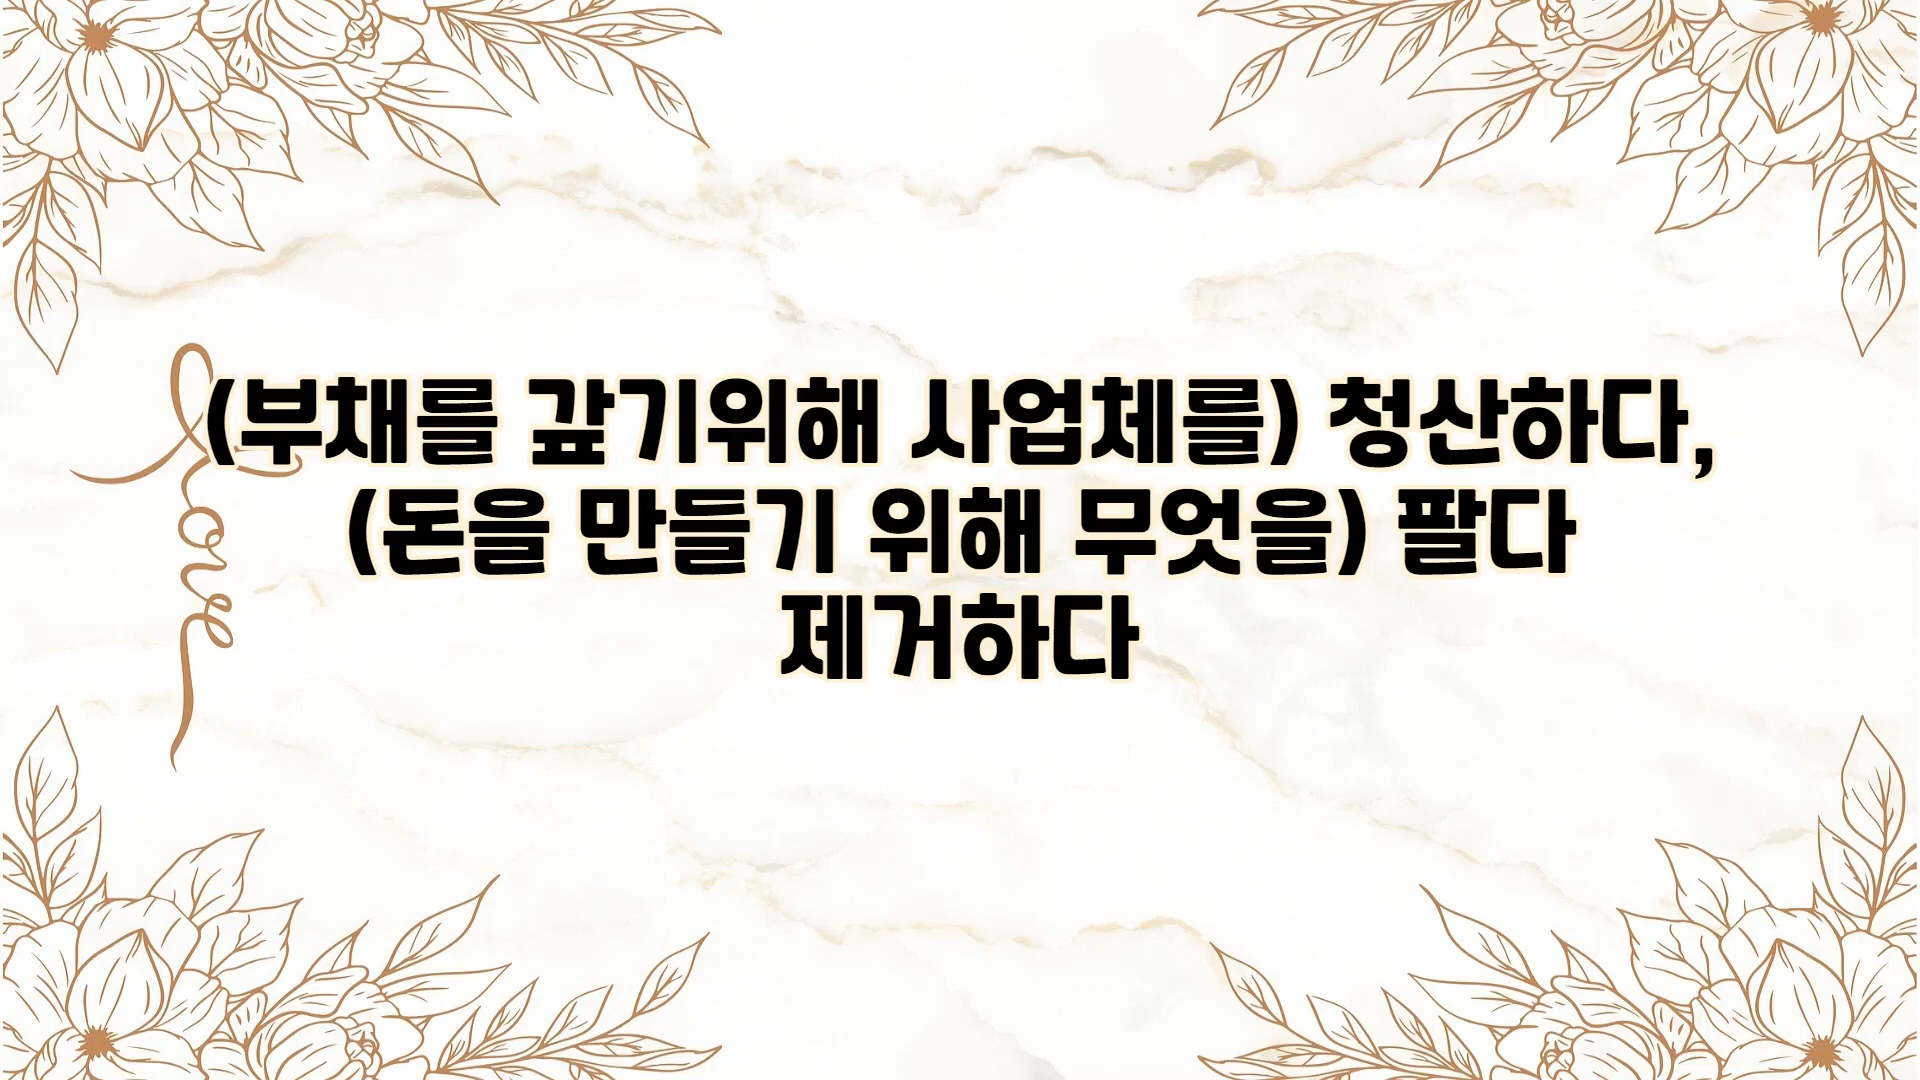 (부채를 갚기위해 사업체를) 청산하다,
(돈을 만들기 위해 무엇을) 팔다
제거하다
love